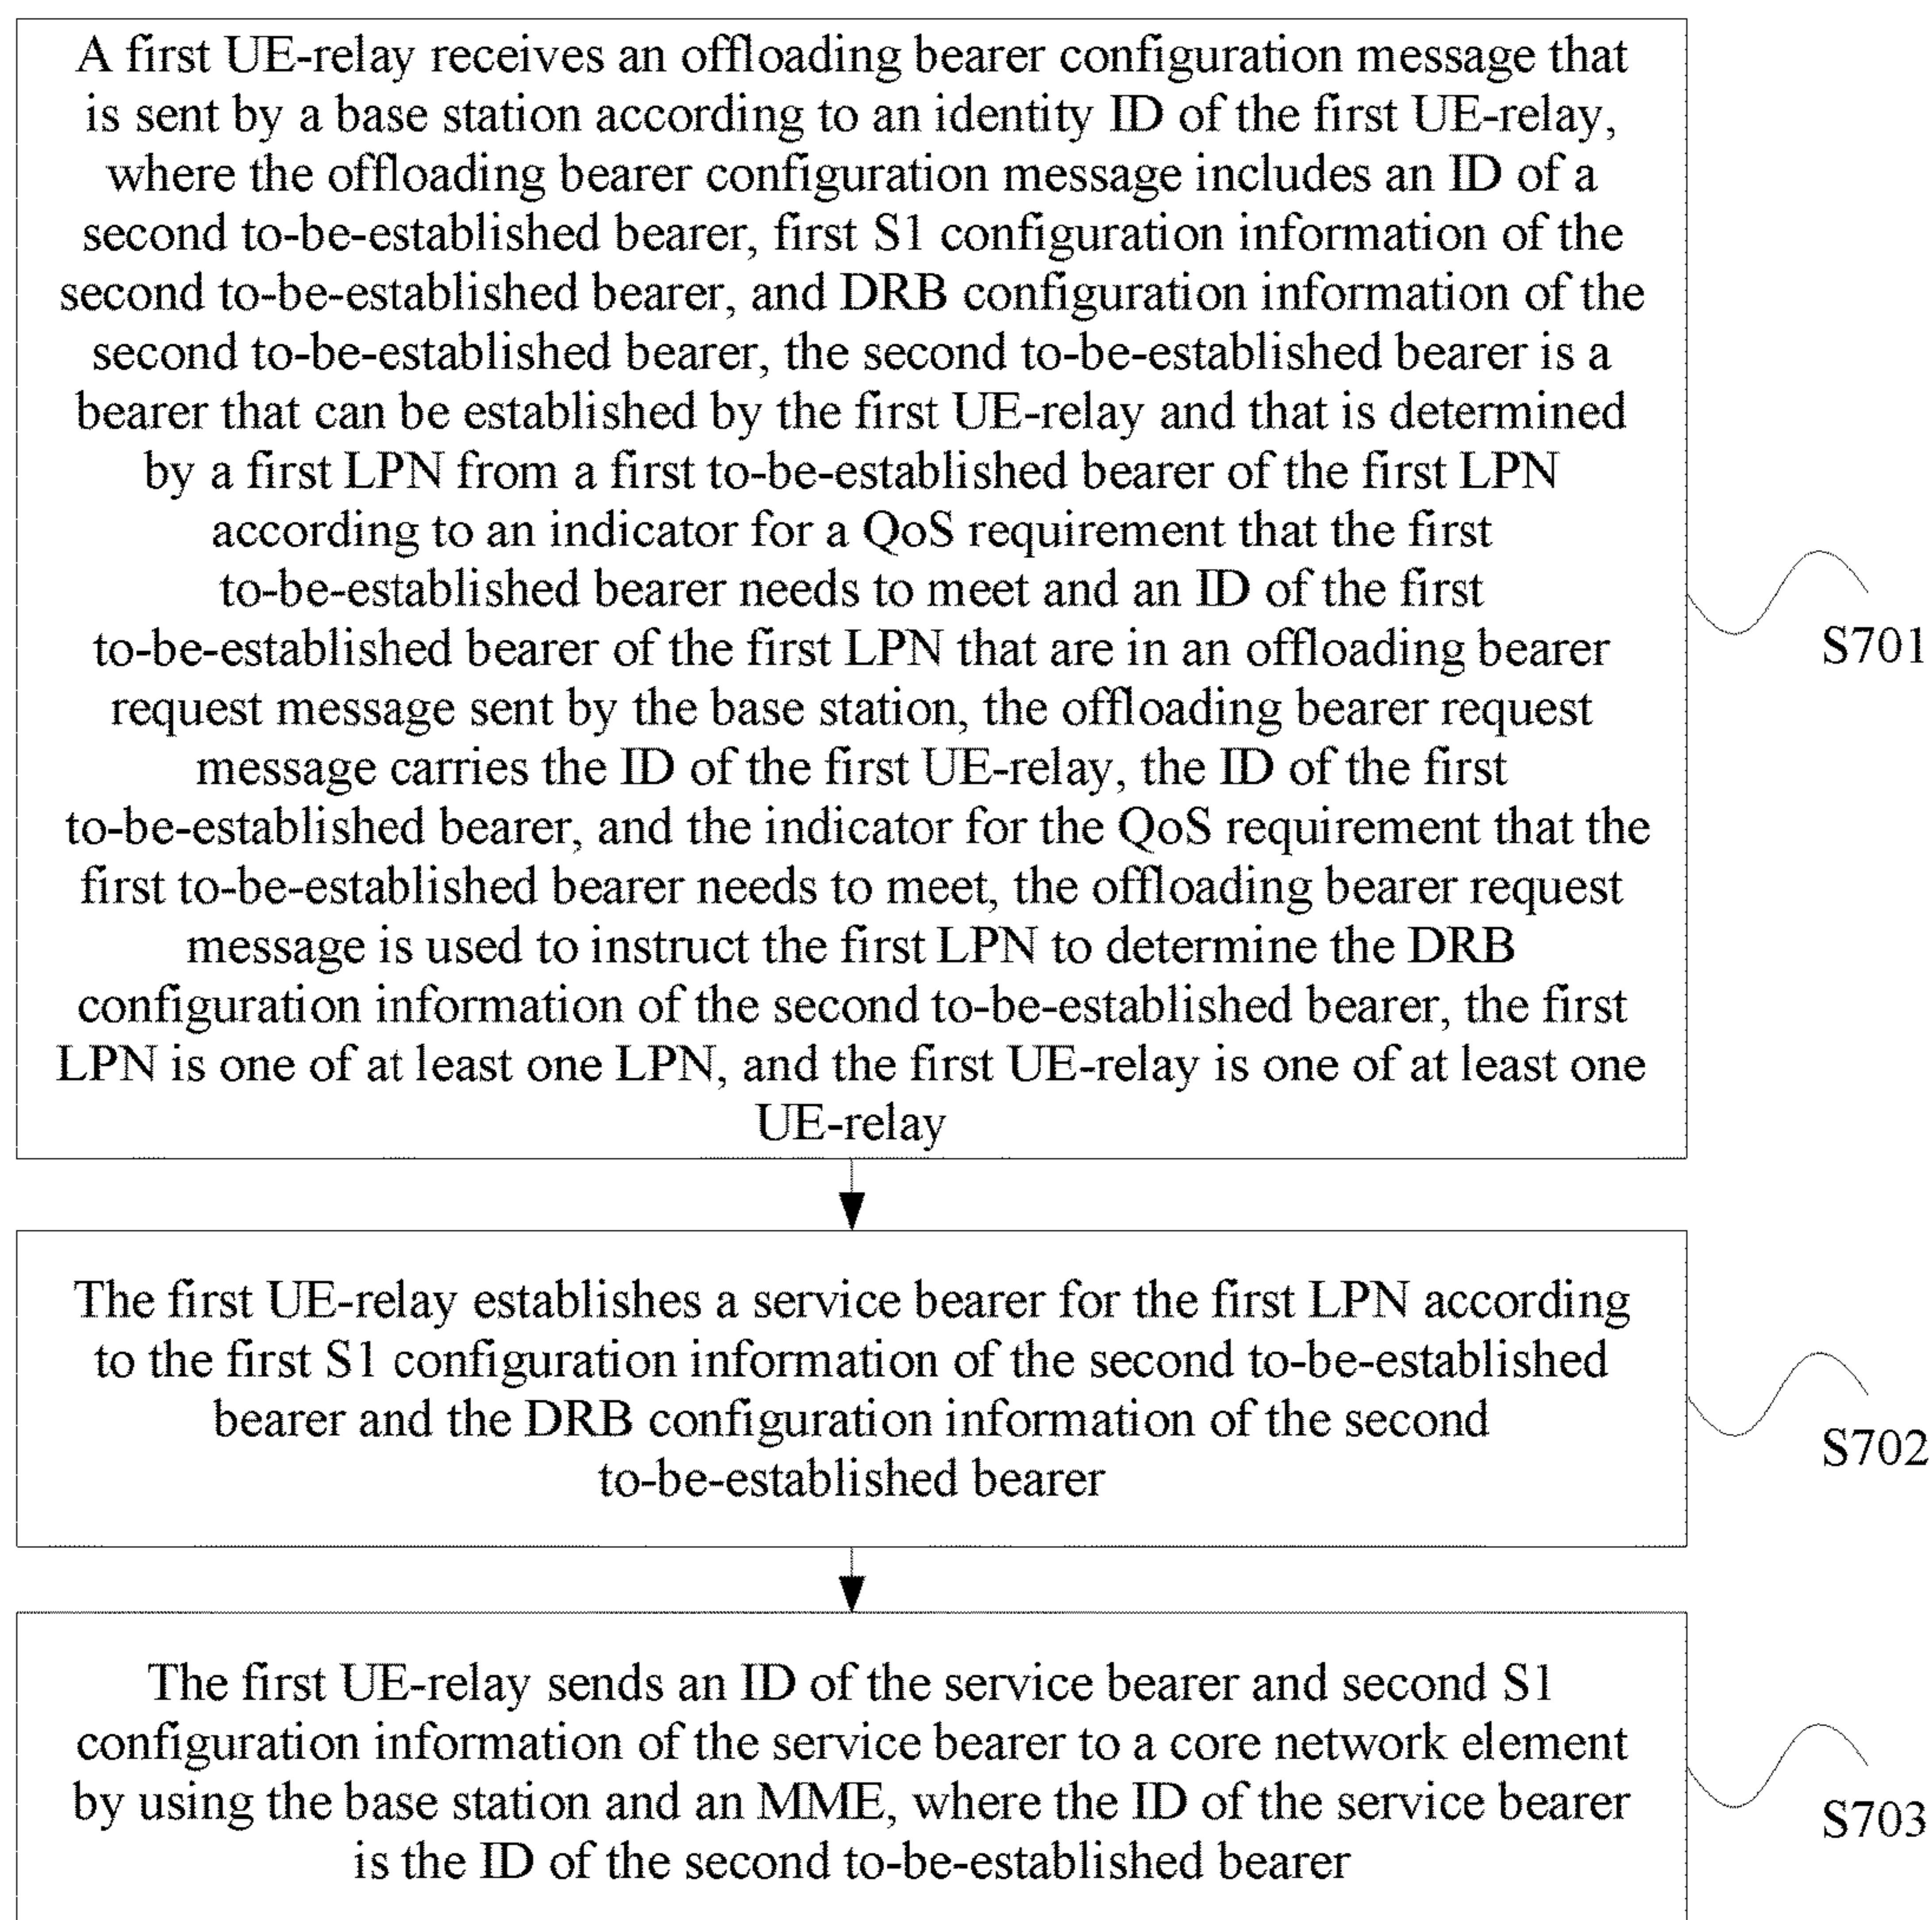 A first UE-relay receives an offloading bearer configuration message that
is sent by a base station according to an identity ID of the first UE-relay,
where the offloading bearer configuration message includes an ID of a
second to-be-established bearer, first S1 configuration information of the
second to-be-established bearer, and DRB configuration information of the
second to-be-established bearer, the second to-be-established bearer is a
bearer that can be established by the first UE-relay and that is determined
by a first LPN from a first to-be-established bearer of the first LPN
according to an indicator for a QoS requirement that the first
to-be-established bearer needs to meet and an ID of the first
to-be-established bearer of the first LPN that are in an offloading bearer
request message sent by the base station, the offloading bearer request
message carries the ID of the first UE-relay, the ID of the first
to-be-established bearer, and the indicator for the QoS requirement that the
first to-be-established bearer needs to meet, the offloading bearer request
message is used to instruct the first LPN to determine the DRB
configuration information of the second to-be-established bearer, the first
LPN is one of at least one LPN, and the first UE-relay is one of at least one
UE-relay
S701
The first UE-relay establishes a service bearer for the first LPN according
to the first S1 configuration information of the second to-be-established
bearer and the DRB configuration information of the second
to-be-established bearer
S702
The first UE-relay sends an ID of the service bearer and second S1
configuration information of the service bearer to a core network element
by using the base station and an MME, where the ID of the service bearer
is the ID of the second to-be-established bearer
S703